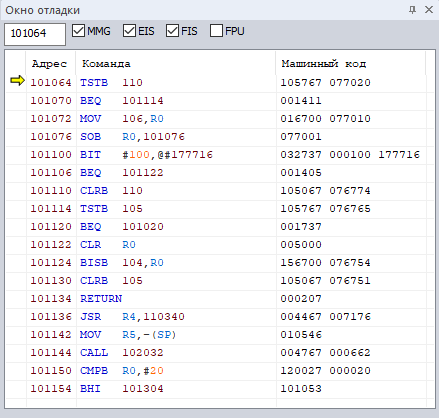 Окно отладки
101064 MMG EIS FIS FPU
Адрес Команда Машинный код
101064 TSTB 110 105767 077020
101070 BEQ 101114 001411
101072 MOV 106,R0 016700 077010
101076 SOB R0,101076 077001
101100 BIT #100,@#177716 032737 000100 177716
101106 BEQ 101122 001405
101110 CLRB 110 105067 076774
101114 TSTB 105 105767 076765
101120 BEQ 101020 001737
101122 CLR R0 005000
101124 BISB 104,R0 156700 076754
101130 CLRB 105 105067 076751
101134 RETURN 000207
101136 JSR R4,110340 004467 007176
101142 MOV R5,-(SP) 010546
101144 CALL 102032 004767 000662
101150 CMPB R0,#20 120027 000020
101154 BHI 101304 101053